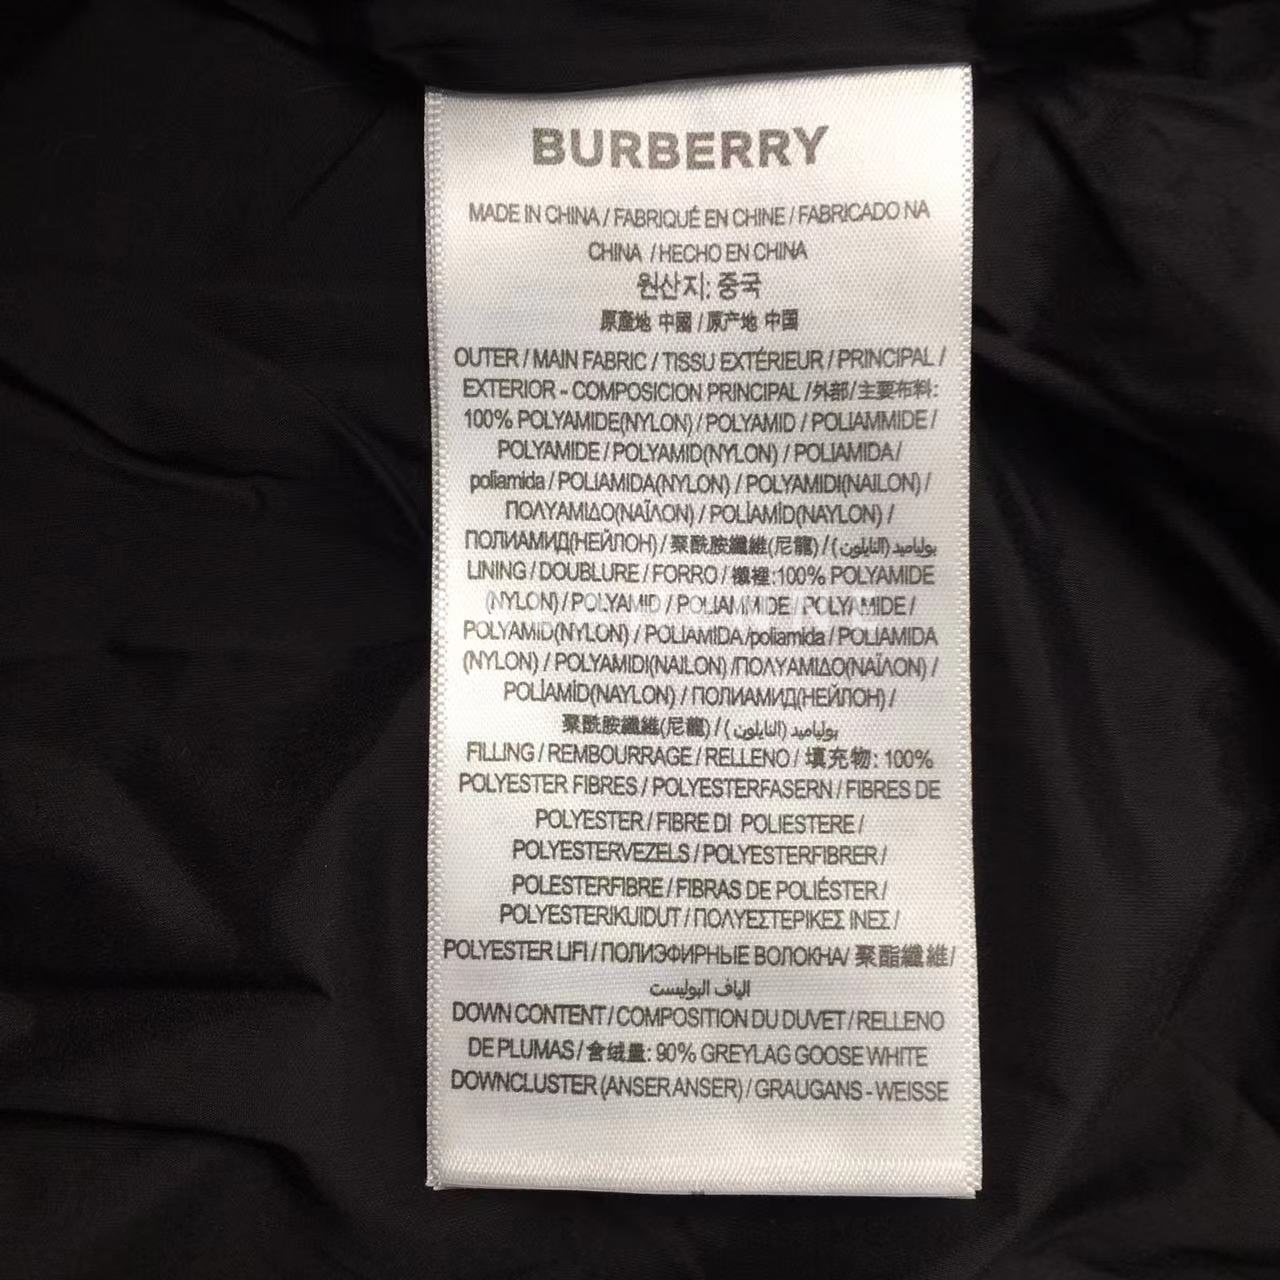 BURBERRY
MADE IN CHINA / FABRIQUÉ EN CHINE / FABRICADO NA
CHINA / HECHO EN CHINA
원산지: 중국
原產地 中國 / 原产地 中国
OUTER / MAIN FABRIC / TISSU EXTÉRIEUR / PRINCIPAL /
EXTERIOR - COMPOSICION PRINCIPAL /外部/主要布料:
100% POLYAMIDE(NYLON) / POLYAMID / POLIAMMIDE /
POLYAMIDE / POLYAMID(NYLON) / POLIAMIDA /
poliamida / POLIAMIDA(NYLON) / POLYAMIDI(NAILON) /
ΠΟΛΥΑΜΙΔΟ(ΝΑΪΛΟΝ) / POLİAMİD(NAYLON) /
ПОЛИАМИД(НЕЙЛОН) / 聚酰胺纖維(尼龍) / بولياميد (النايلون) /
LINING / DOUBLURE / FORRO / 襯裡:100% POLYAMIDE
(NYLON) / POLYAMID / POLIAMMIDE / POLYAMIDE /
POLYAMID(NYLON) / POLIAMIDA /poliamida / POLIAMIDA
(NYLON) / POLYAMIDI(NAILON) /ΠΟΛΥΑΜΙΔΟ(ΝΑΪΛΟΝ) /
POLİAMİD(NAYLON) / ПОЛИАМИД(НЕЙЛОН) /
聚酰胺纖維(尼龍) / بولياميد (النايلون)
FILLING / REMBOURRAGE / RELLENO / 填充物: 100%
POLYESTER FIBRES / POLYESTERFASERN / FIBRES DE
POLYESTER / FIBRE DI POLIESTERE /
POLYESTERVEZELS / POLYESTERFIBRER /
POLESTERFIBRE / FIBRAS DE POLIÉSTER /
POLYESTERIKUIDUT / ΠΟΛΥΕΣΤΕΡΙΚΕΣ ΙΝΕΣ /
POLYESTER LIFI / ПОЛИЭФИРНЫЕ ВОЛОКНА/ 聚酯纖維/
الياف البوليست
DOWN CONTENT / COMPOSITION DU DUVET / RELLENO
DE PLUMAS / 含绒量: 90% GREYLAG GOOSE WHITE
DOWNCLUSTER (ANSER ANSER) / GRAUGANS - WEISSE